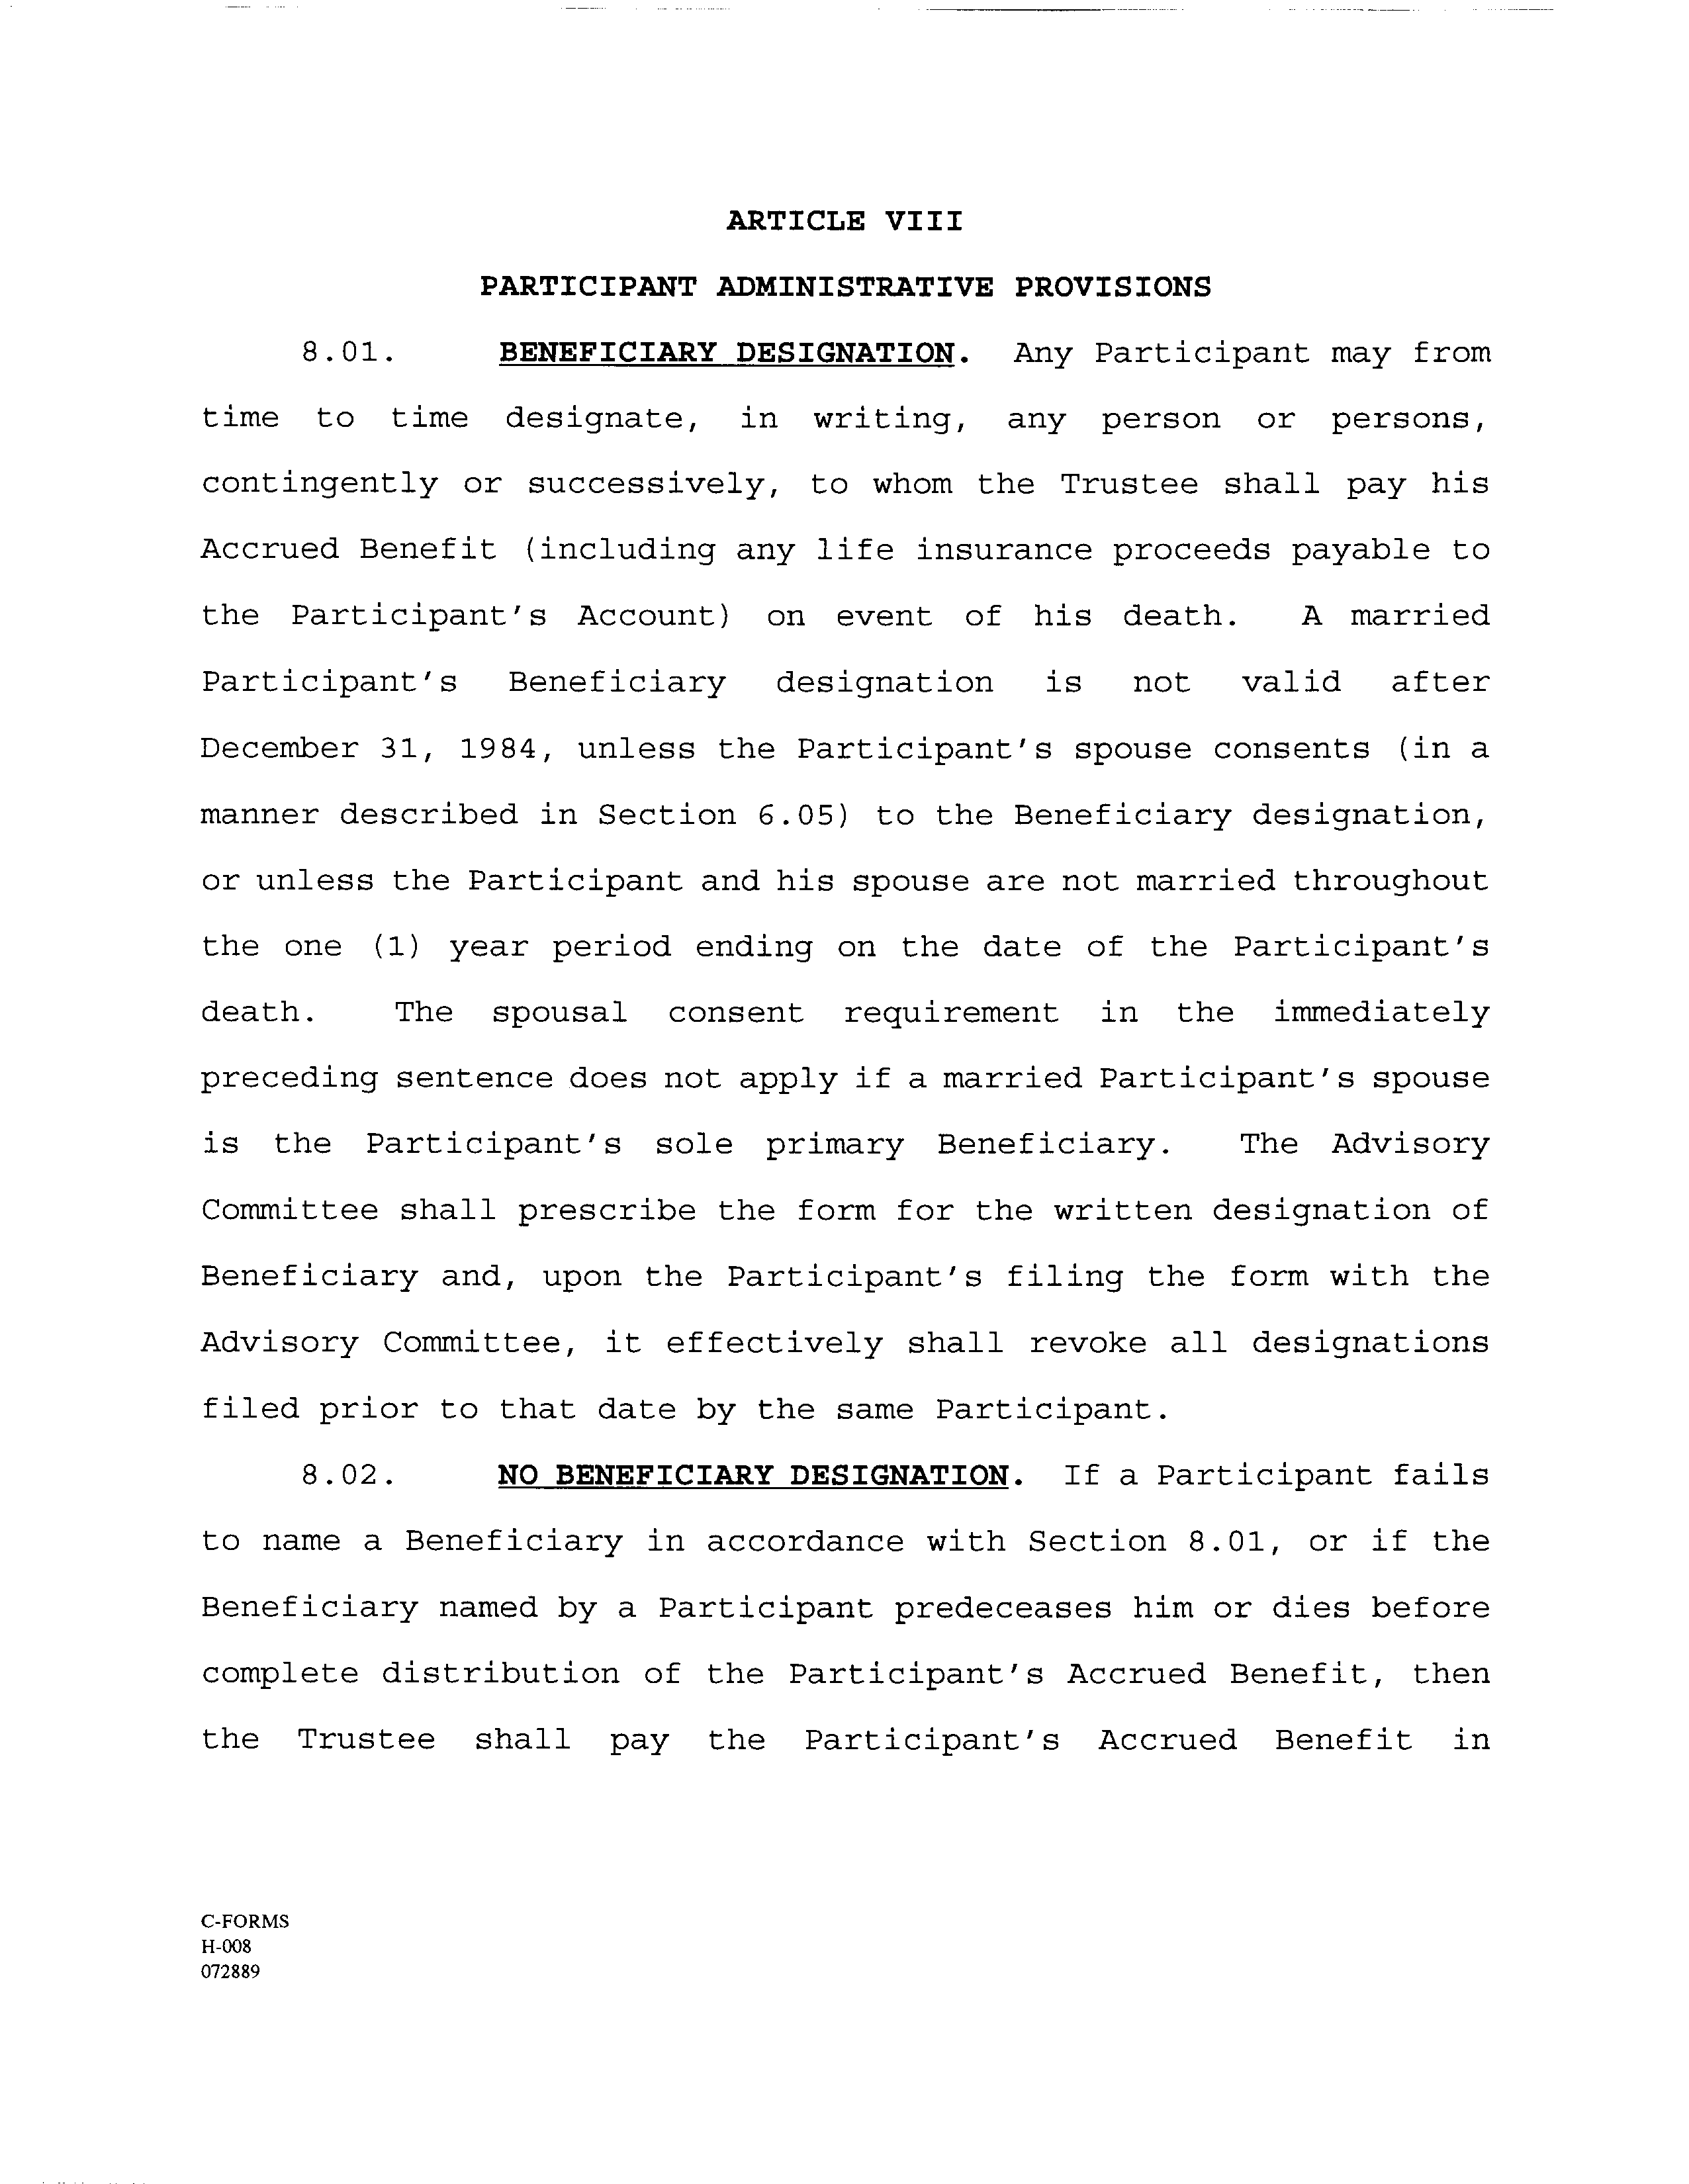 ARTICLE VIII
PARTICIPANT ADMINISTRATIVE PROVISIONS
8.01. BENEFICIARY DESIGNATION. Any Participant may from
time to time designate, in writing, any person or persons,
contingently or successively, to whom the Trustee shall pay his
Accrued Benefit (including any life insurance proceeds payable to
the Participant's Account) on event of his death. A married
Participant's Beneficiary designation is not valid after
December 31, 1984, unless the Participant's spouse consents (in a
manner described in Section 6.05) to the Beneficiary designation,
or unless the Participant and his spouse are not married throughout
the one (1) year period ending on the date of the Participant's
death. The spousal consent requirement in the immediately
preceding sentence does not apply if a married Participant's spouse
is the Participant's sole primary Beneficiary. The Advisory
Committee shall prescribe the form for the written designation of
Beneficiary and, upon the Participant's filing the form with the
Advisory Committee, it effectively shall revoke all designations
filed prior to that date by the same Participant.
8.02. NO BENEFICIARY DESIGNATION. If a Participant fails
to name a Beneficiary in accordance with Section 8.01, or if the
Beneficiary named by a Participant predeceases him or dies before
complete distribution of the Participant's Accrued Benefit, then
the Trustee shall pay the Participant's Accrued Benefit in
C-FORMS
H-008
072889